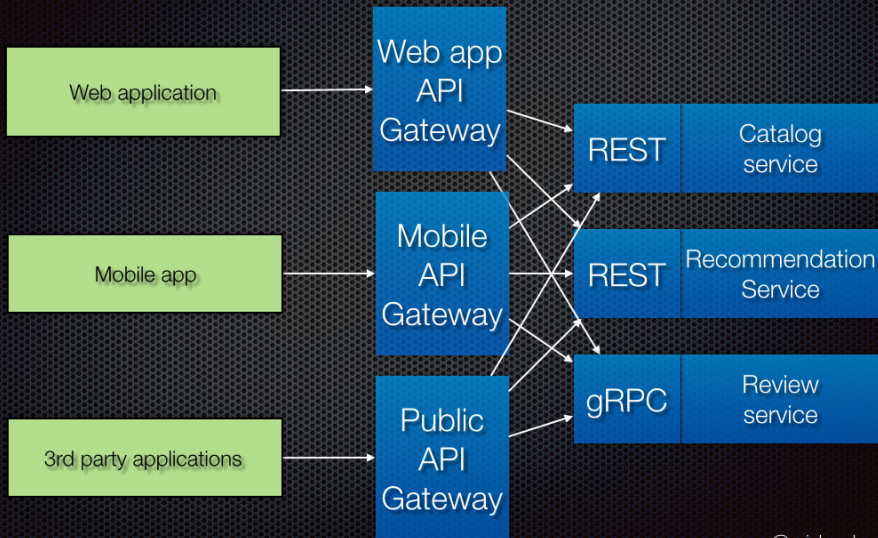 Web application
Web app
API
Gateway
REST
Catalog
service
Mobile app
Mobile
API
Gateway
REST
Recommendation
Service
3rd party applications
Public
API
Gateway
gRPC
Review
service